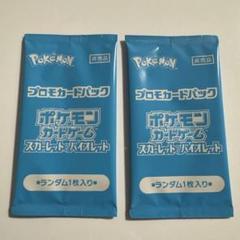 POKÉMON
非売品
プロモカードパック
ポケモン
カードゲーム
スカーレット バイオレット
★ランダム1枚入り★
POKÉMON
非売品
プロモカードパック
ポケモン
カードゲーム
スカーレット バイオレット
★ランダム1枚入り★